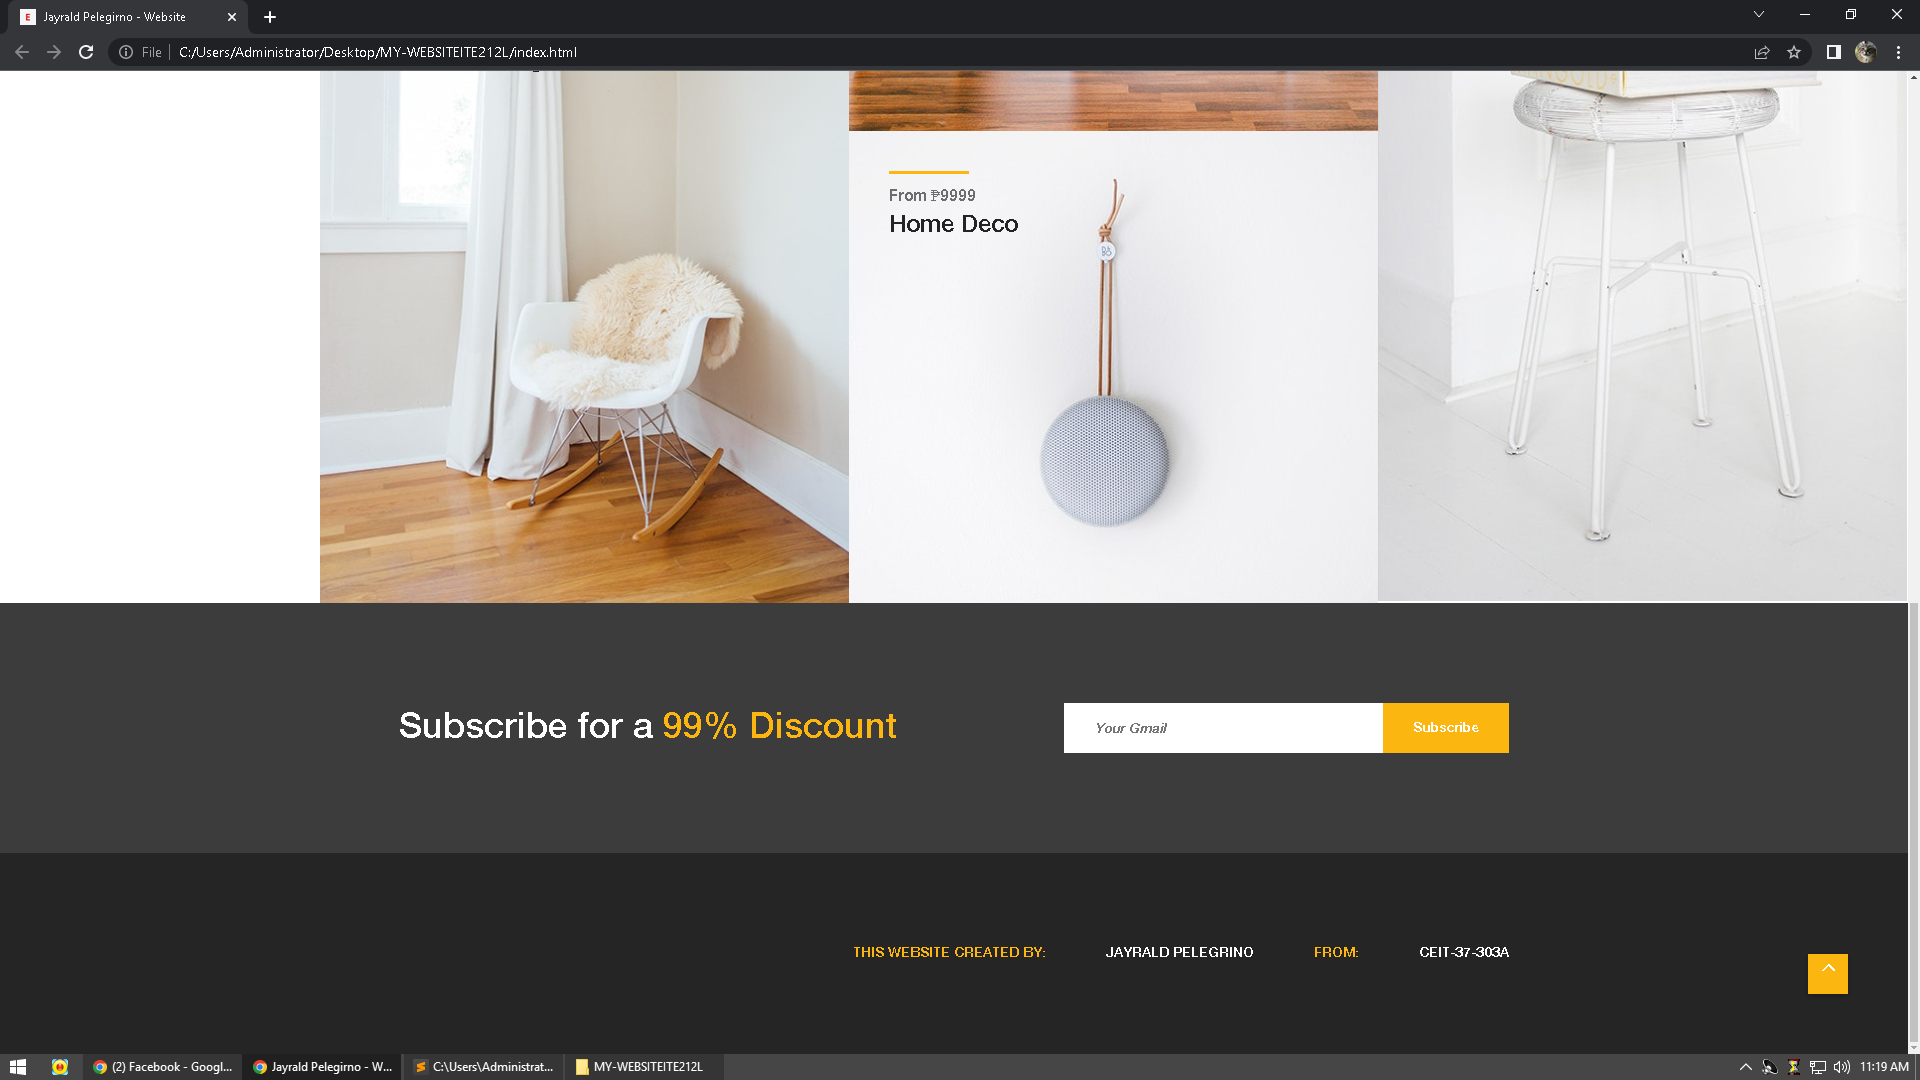 E Jayrald Pelegirno - Website
File C:/Users/Administrator/Desktop/MY-WEBSITEITE212L/index.html
From ₱9999
Home Deco
Subscribe for a 99% Discount
Your Gmail
Subscribe
THIS WEBSITE CREATED BY: JAYRALD PELEGRINO FROM: CEIT-37-303A
(2) Facebook - Googl...
Jayrald Pelegirno - W...
C:\Users\Administrat...
MY-WEBSITEITE212L
11:19 AM